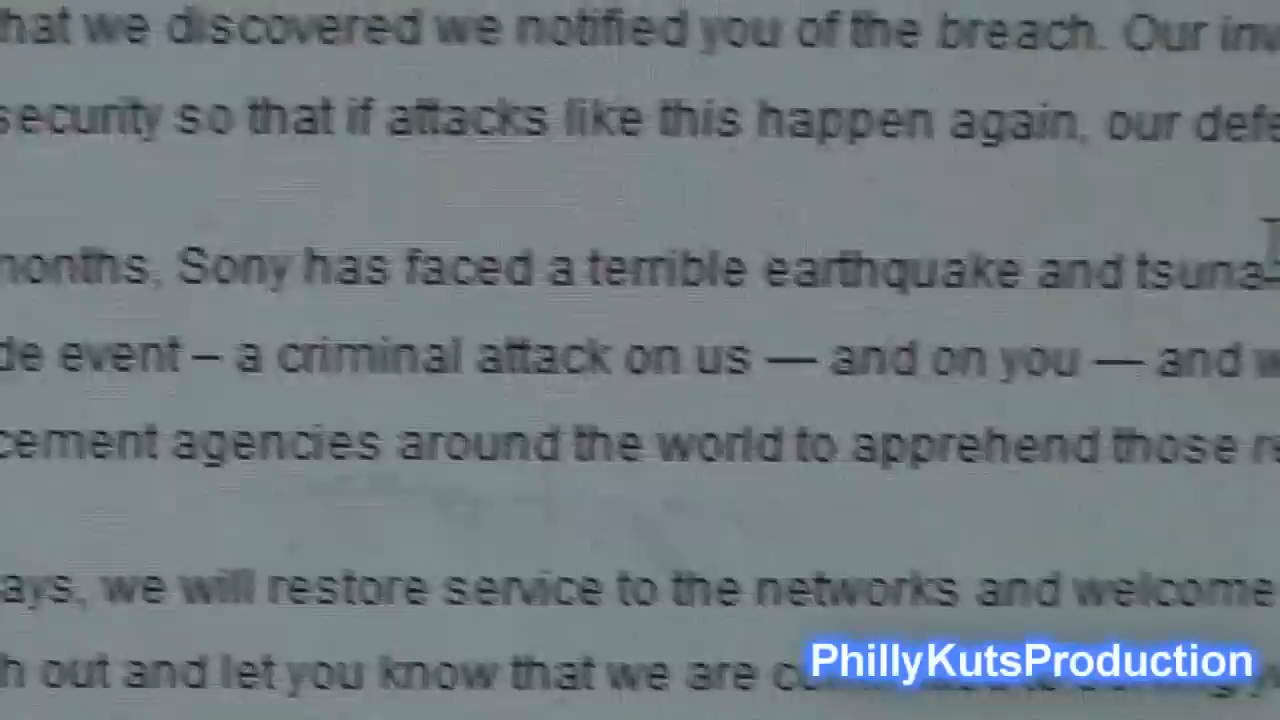 hat we discovered we notified you of the breach. Our inv
security so that if attacks like this happen again, our defe
months, Sony has faced a terrible earthquake and tsuna
de event – a criminal attack on us — and on you — and w
cement agencies around the world to apprehend those re
ays, we will restore service to the networks and welcome
h out and let you know that we are
PhillyKutsProduction